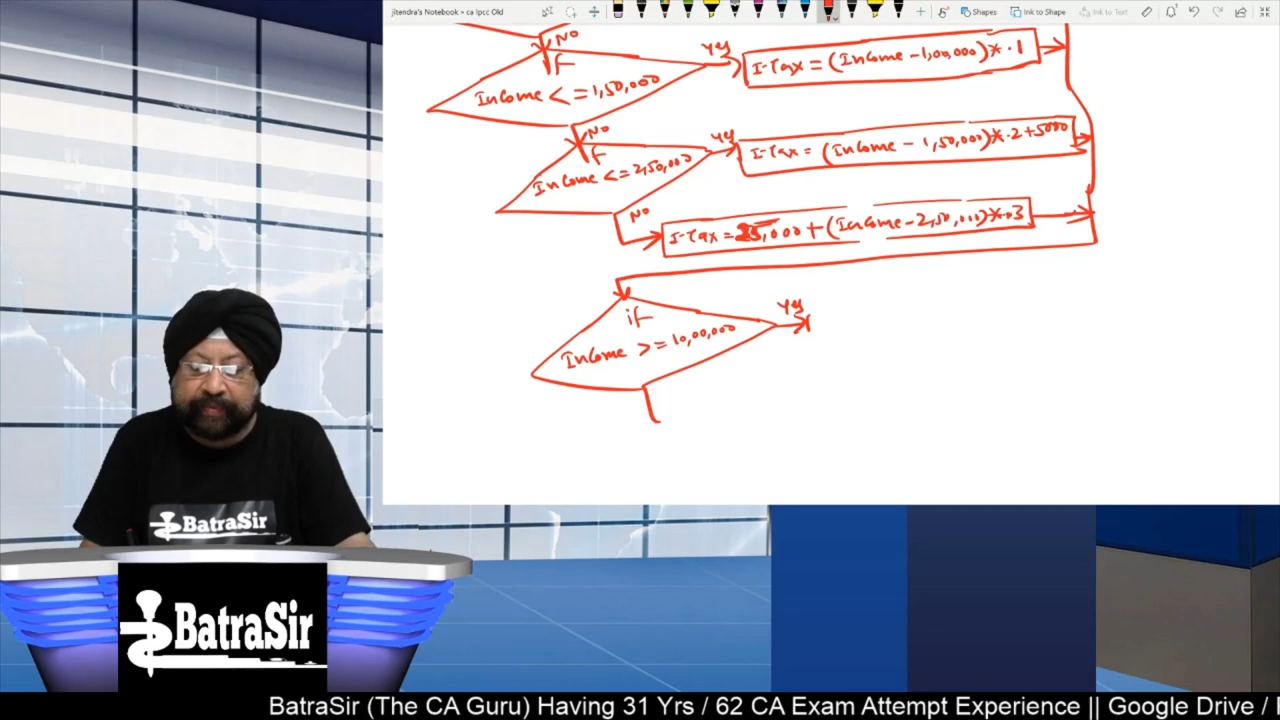 jitendra's Notebook » ca Ipcc Old
Shapes
Ink to Shape
Ink to Text
No
If
Income <= 1,50,000
Yes
I-Tax = (Income - 1,00,000)*.1
No
If
Income <= 2,50,000
Yes
I-Tax = (Income - 1,50,000)*.2+5000
No
I-Tax = 25,000 + (Income - 2,50,000)*.3
if
Income >= 10,00,000
Yes
BatraSir
BatraSir
BatraSir (The CA Guru) Having 31 Yrs / 62 CA Exam Attempt Experience || Google Drive /